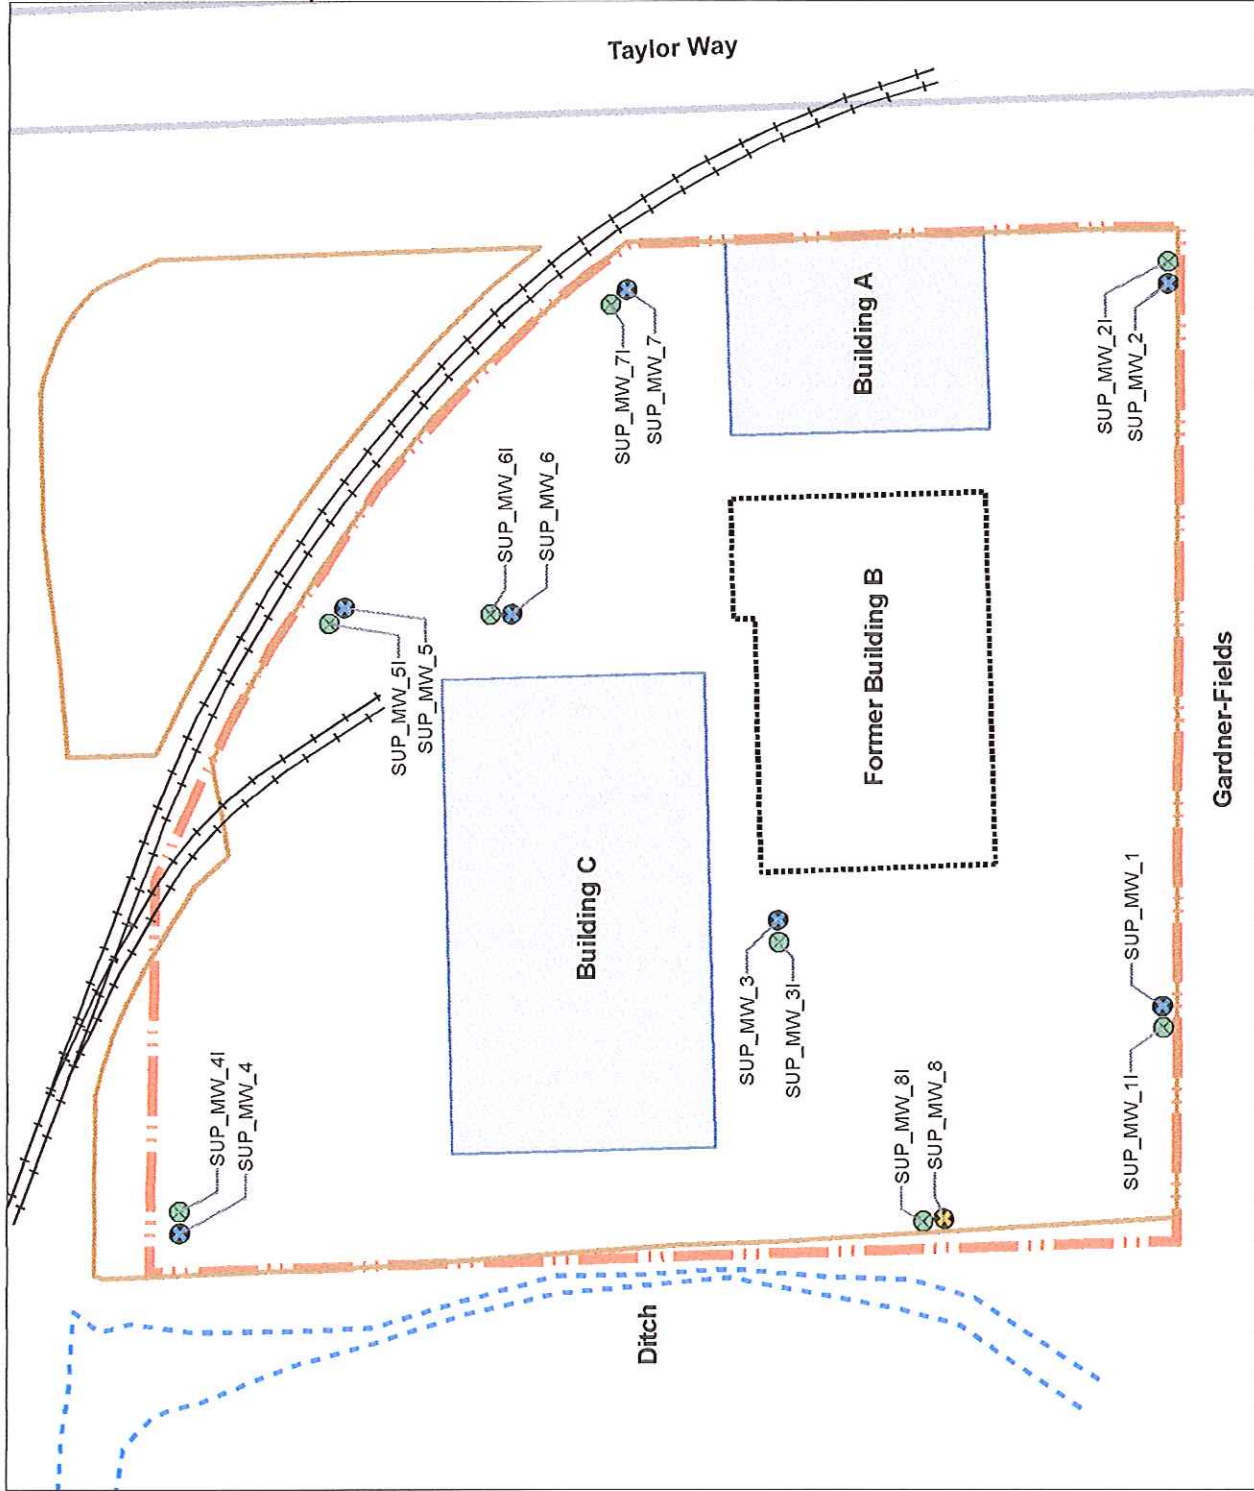 Taylor Way
SUP_MW_7I
SUP_MW_7
Building A
SUP_MW_2I
SUP_MW_2
SUP_MW_6I
SUP_MW_6
SUP_MW_5I
SUP_MW_5
Former Building B
Building C
Gardner-Fields
SUP_MW_3
SUP_MW_3I
SUP_MW_1
SUP_MW_1I
SUP_MW_4I
SUP_MW_4
SUP_MW_8I
SUP_MW_8
Ditch